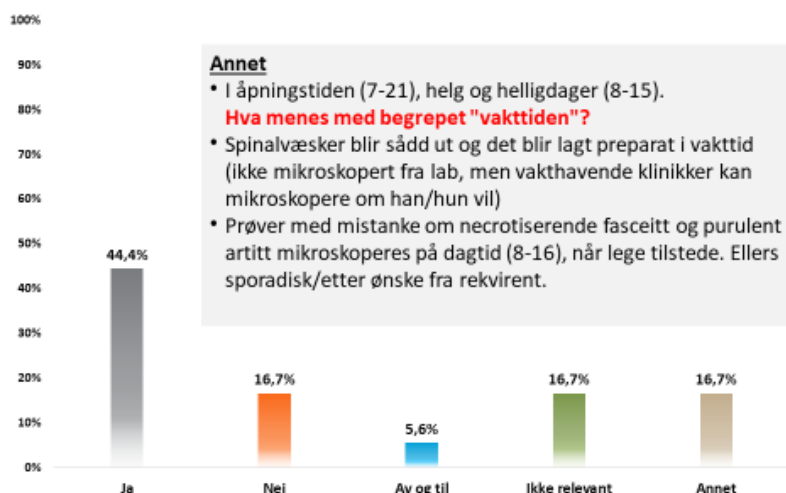 100%
90%
80%
70%
60%
50%
40%
30%
20%
10%
0%
Annet
• I åpningstiden (7-21), helg og helligdager (8-15).
Hva menes med begrepet "vakttiden"?
• Spinalvæsker blir sådd ut og det blir lagt preparat i vakttid
(ikke mikroskopert fra lab, men vakthavende klinikker kan
mikroskopere om han/hun vil)
• Prøver med mistanke om necrotiserende fasceitt og purulent
artitt mikroskoperes på dagtid (8-16), når lege tilstede. Ellers
sporadisk/etter ønske fra rekvirent.
44,4%
16,7%
5,6%
16,7%
16,7%
Ja
Nei
Av og til
Ikke relevant
Annet